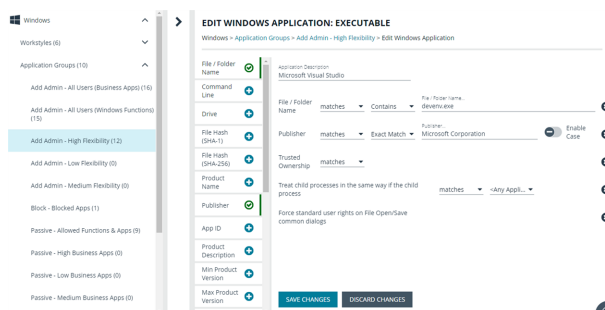 Windows
Workstyles (6)
Application Groups (10)
Add Admin - All Users (Business Apps) (16)
Add Admin - All Users (Windows Functions)
(15)
Add Admin - High Flexibility (12)
Add Admin - Low Flexibility (0)
Add Admin - Medium Flexibility (0)
Block - Blocked Apps (1)
Passive - Allowed Functions & Apps (9)
Passive - High Business Apps (0)
Passive - Low Business Apps (0)
Passive - Medium Business Apps (0)
EDIT WINDOWS APPLICATION: EXECUTABLE
Windows > Application Groups > Add Admin - High Flexibility > Edit Windows Application
File / Folder
Name
Command
Line
Drive
File Hash
(SHA-1)
File Hash
(SHA-256)
Product
Name
Publisher
App ID
Product
Description
Min Product
Version
Max Product
Version
Application Description
Microsoft Visual Studio
File / Folder
Name
matches
Contains
File / Folder Name...
devenv.exe
Publisher
matches
Exact Match
Publisher...
Microsoft Corporation
Enable
Case
Trusted
Ownership
matches
Treat child processes in the same way if the child
process
matches
<Any Appli...
Force standard user rights on File Open/Save
common dialogs
SAVE CHANGES
DISCARD CHANGES